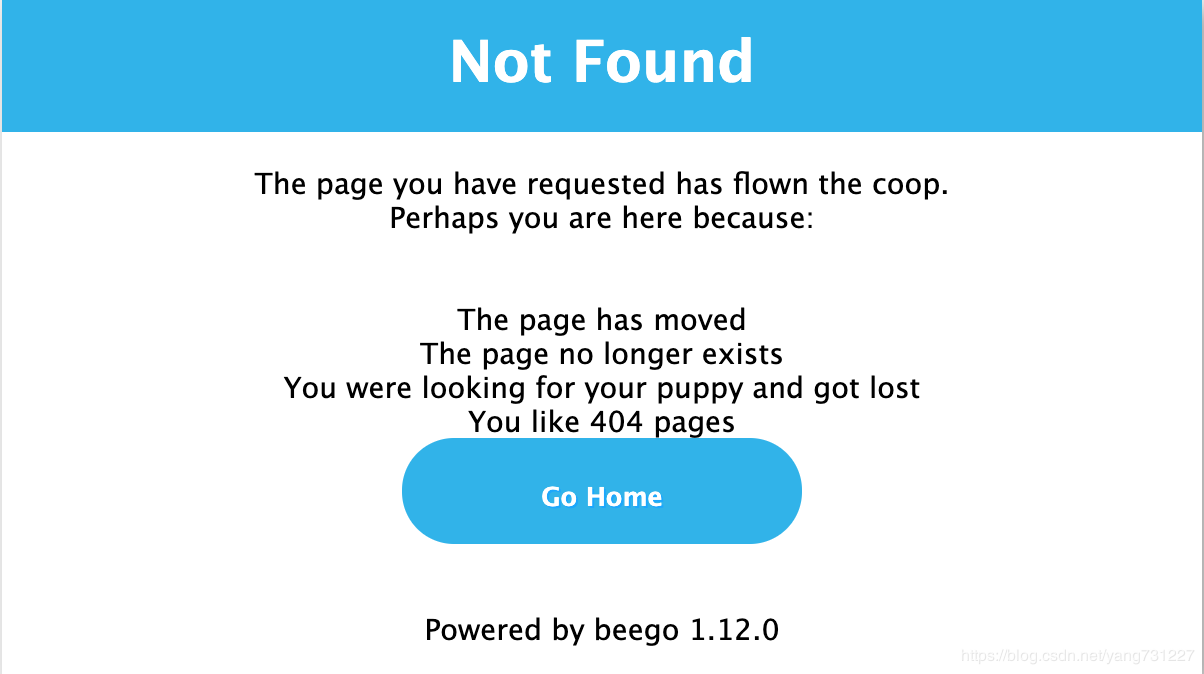 Not Found
The page you have requested has flown the coop.
Perhaps you are here because:
The page has moved
The page no longer exists
You were looking for your puppy and got lost
You like 404 pages
Go Home
Powered by beego 1.12.0
https://blog.csdn.net/yang731227